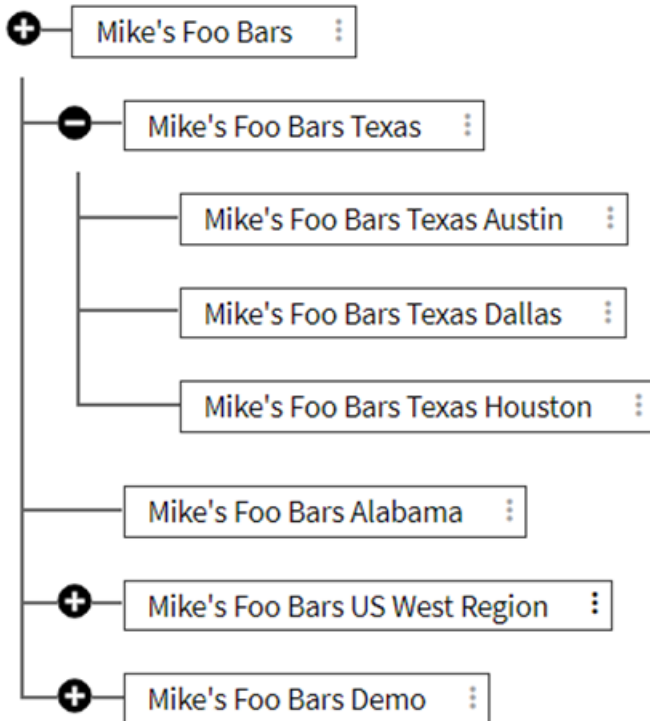 Mike's Foo Bars
Mike's Foo Bars Texas
Mike's Foo Bars Texas Austin
Mike's Foo Bars Texas Dallas
Mike's Foo Bars Texas Houston
Mike's Foo Bars Alabama
Mike's Foo Bars US West Region
Mike's Foo Bars Demo